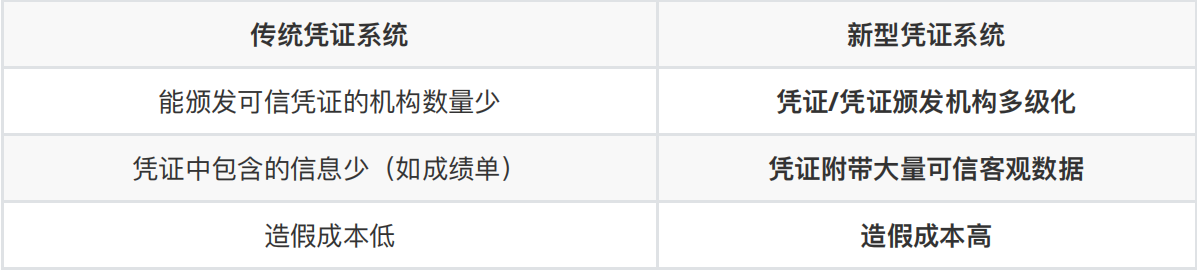 传统凭证系统 新型凭证系统
能颁发可信凭证的机构数量少 凭证/凭证颁发机构多级化
凭证中包含的信息少（如成绩单） 凭证附带大量可信客观数据
造假成本低 造假成本高